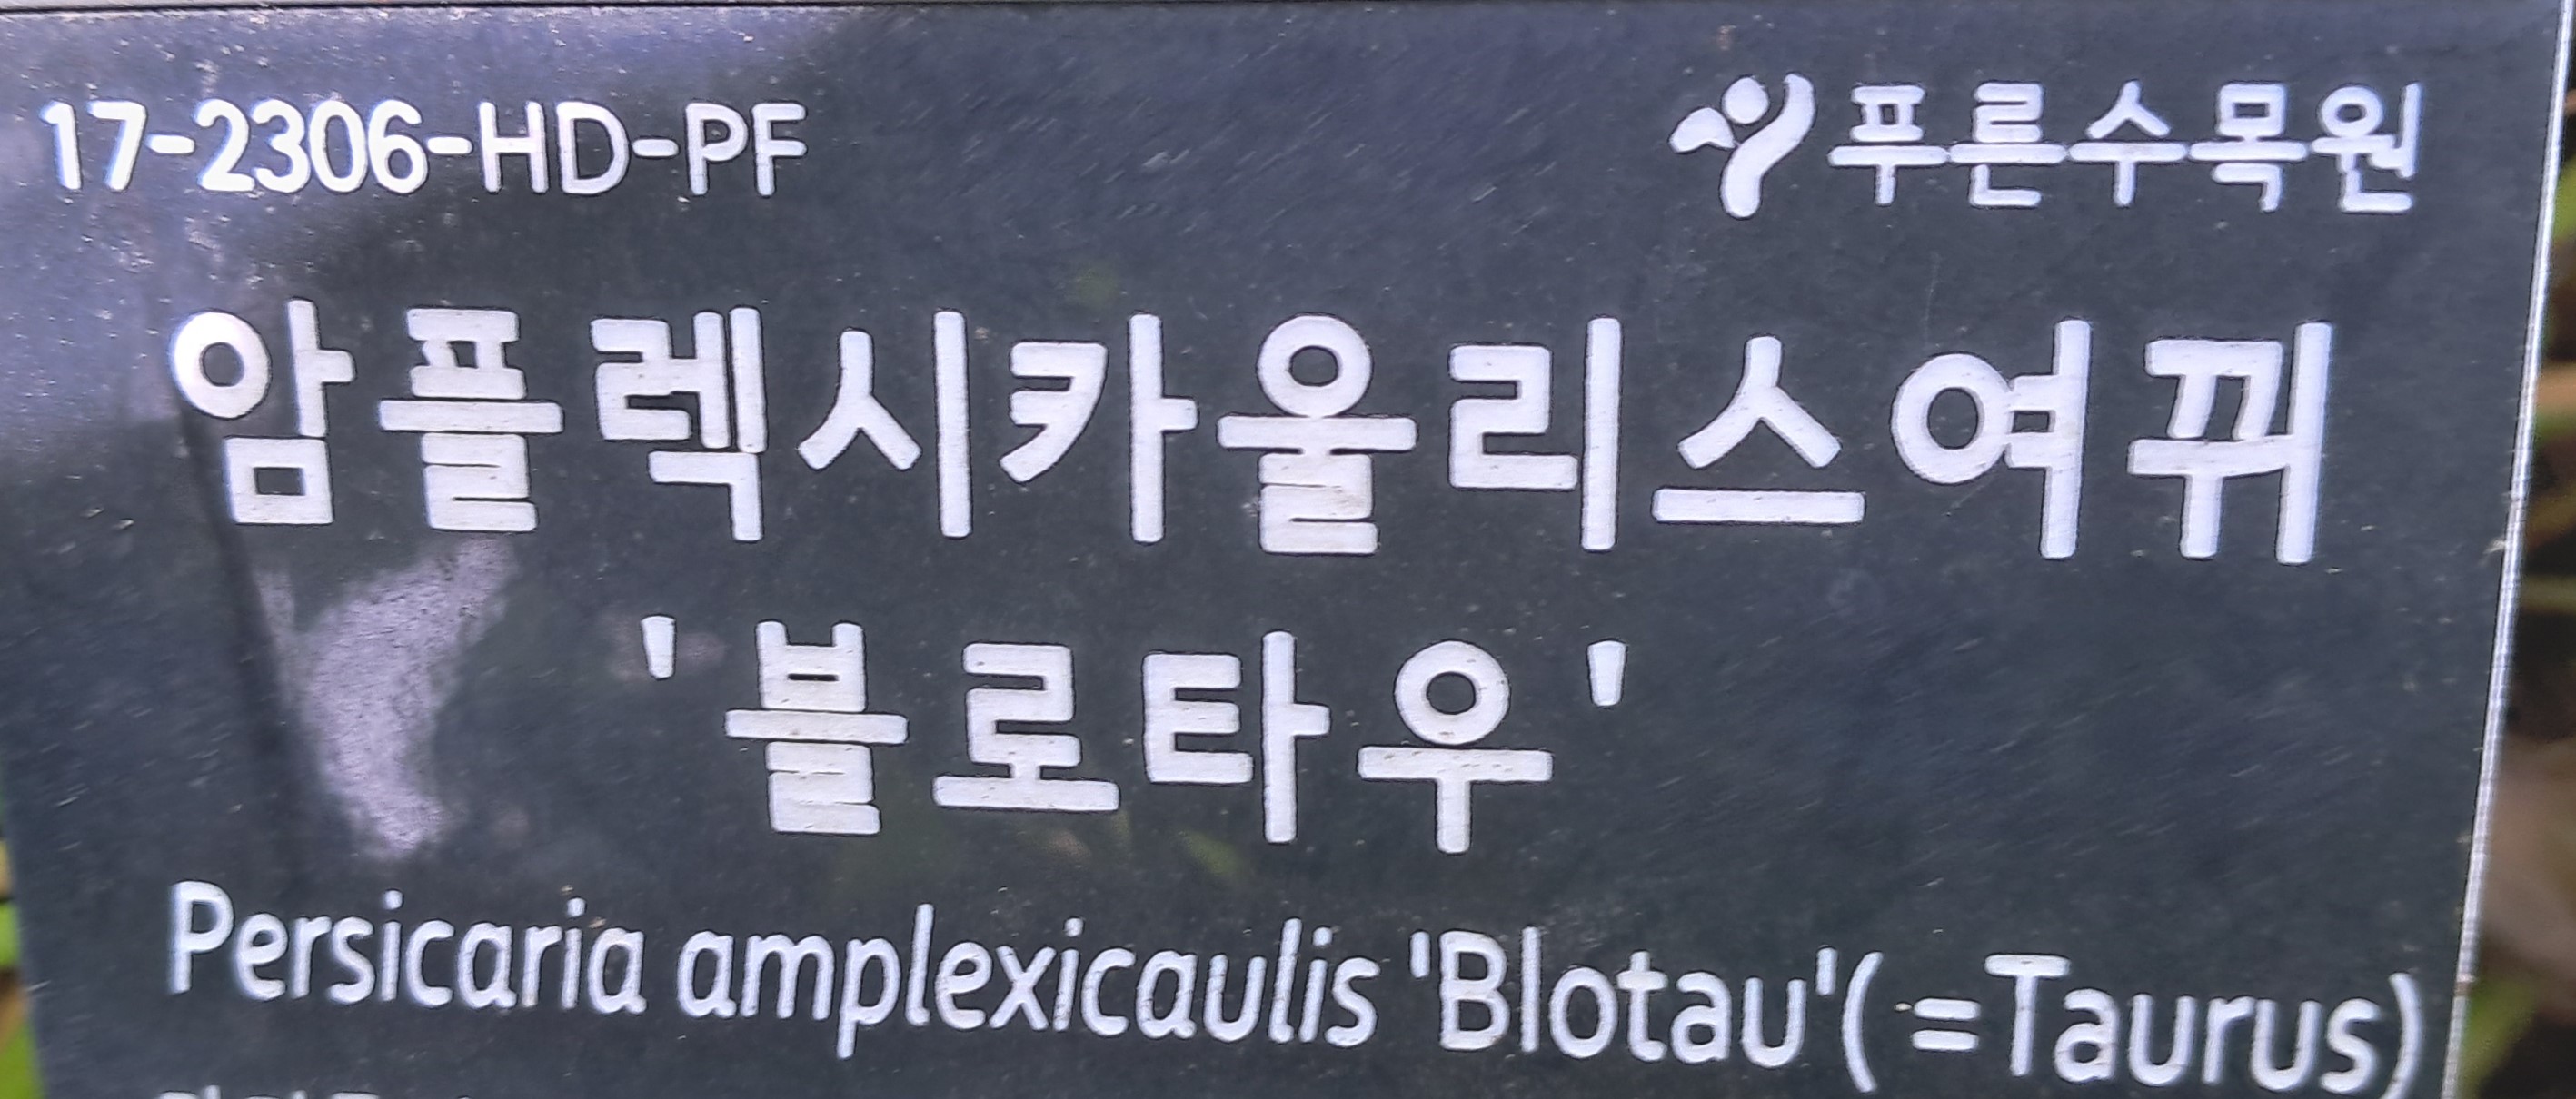 17-2306-HD-PF
푸른수목원
암플렉시카울리스여뀌
'블로타우'
Persicaria amplexicaulis 'Blotau'(=Taurus)